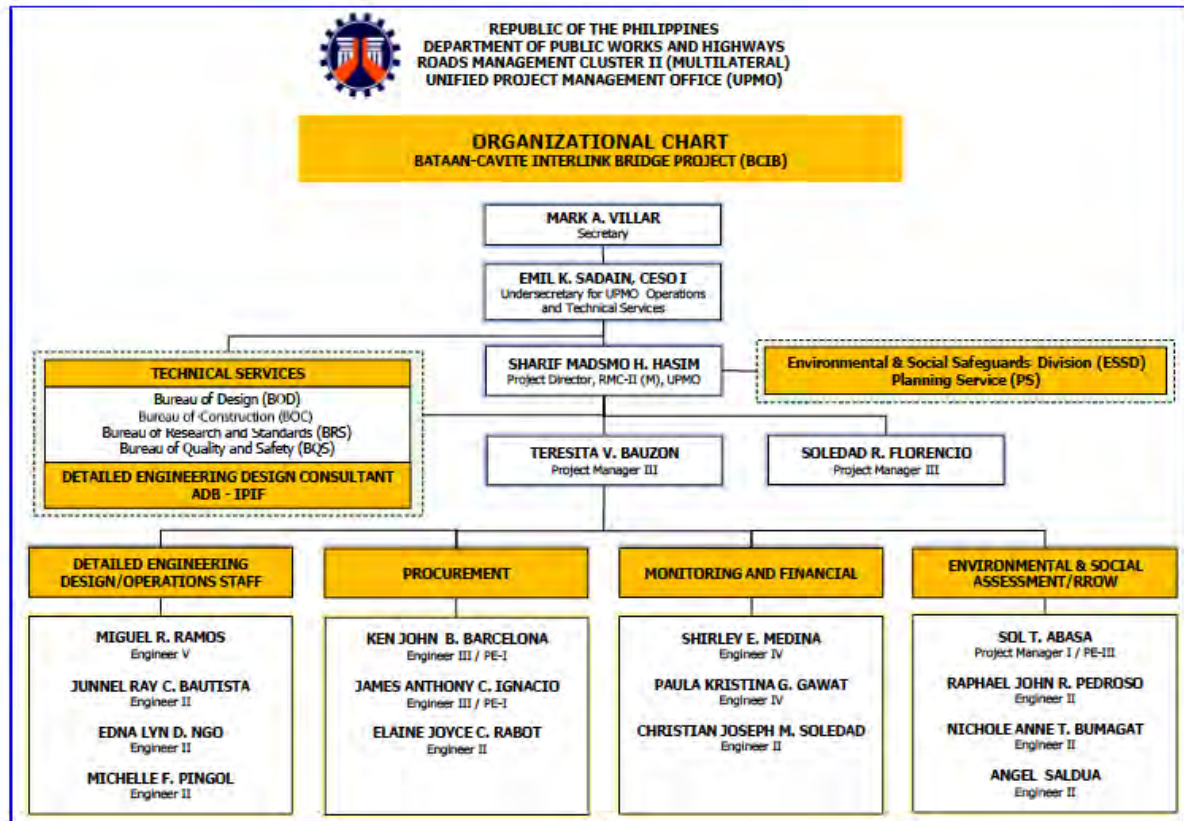 REPUBLIC OF THE PHILIPPINES
DEPARTMENT OF PUBLIC WORKS AND HIGHWAYS
ROADS MANAGEMENT CLUSTER II (MULTILATERAL)
UNIFIED PROJECT MANAGEMENT OFFICE (UPMO)
ORGANIZATIONAL CHART
BATAAN-CAVITE INTERLINK BRIDGE PROJECT (BCIB)
MARK A. VILLAR
Secretary
EMIL K. SADAIN, CESO I
Undersecretary for UPMO Operations
and Technical Services
SHARIF MADSMO H. HASIM
Project Director, RMC-II (M), UPMO
Environmental & Social Safeguards Division (ESSD)
Planning Service (PS)
TECHNICAL SERVICES
Bureau of Design (BOD)
Bureau of Construction (BOC)
Bureau of Research and Standards (BRS)
Bureau of Quality and Safety (BQS)
DETAILED ENGINEERING DESIGN CONSULTANT
ADB - IPIF
TERESITA V. BAUZON
Project Manager III
SOLEDAD R. FLORENCIO
Project Manager III
DETAILED ENGINEERING
DESIGN/OPERATIONS STAFF
MIGUEL R. RAMOS
Engineer V
JUNNEL RAY C. BAUTISTA
Engineer II
EDNA LYN D. NGO
Engineer II
MICHELLE F. PINGOL
Engineer II
PROCUREMENT
KEN JOHN B. BARCELONA
Engineer III / PE-I
JAMES ANTHONY C. IGNACIO
Engineer III / PE-I
ELAINE JOYCE C. RABOT
Engineer II
MONITORING AND FINANCIAL
SHIRLEY E. MEDINA
Engineer IV
PAULA KRISTINA G. GAWAT
Engineer IV
CHRISTIAN JOSEPH M. SOLEDAD
Engineer II
ENVIRONMENTAL & SOCIAL
ASSESSMENT/RROW
SOL T. ABASA
Project Manager I / PE-III
RAPHAEL JOHN R. PEDROSO
Engineer II
NICHOLE ANNE T. BUMAGAT
Engineer II
ANGEL SALDUA
Engineer II